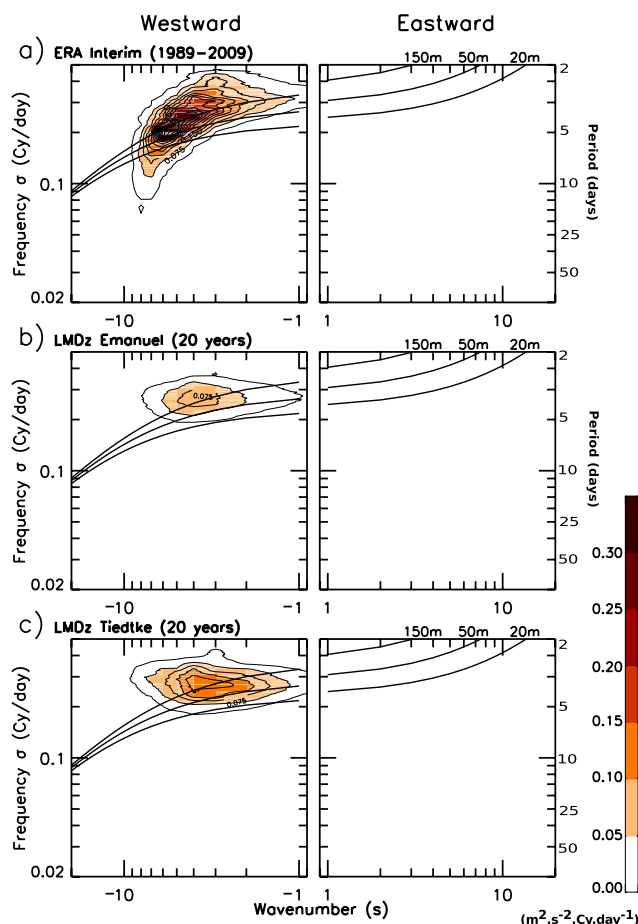 Westward Eastward
a) ERA Interim (1989-2009)
150m 50m 20m
Frequency σ (Cy/day)
0.1
0.02
0.075
-10 -1 1 10
2
5
10
25
50
Period (days)
b) LMDz Emanuel (20 years)
150m 50m 20m
Frequency σ (Cy/day)
0.1
0.02
0.075
-10 -1 1 10
2
5
10
25
50
Period (days)
c) LMDz Tiedtke (20 years)
150m 50m 20m
Frequency σ (Cy/day)
0.1
0.02
0.075
-10 -1 1 10
2
5
10
25
50
Wavenumber (s)
0.30
0.25
0.20
0.15
0.10
0.05
0.00
(m².s⁻².Cy.day⁻¹)